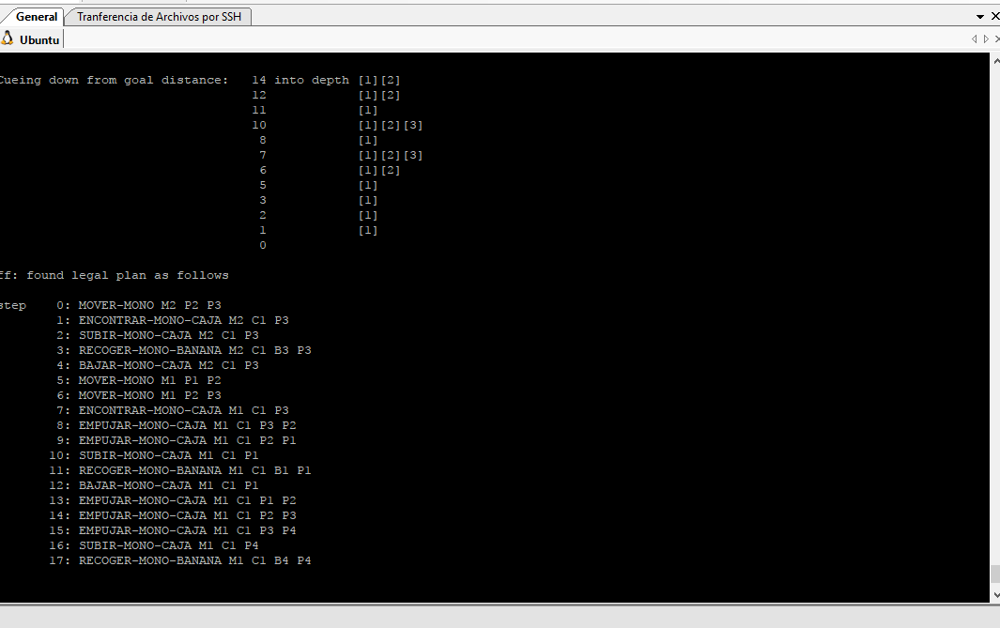 General Tranferencia de Archivos por SSH
Ubuntu
Cueing down from goal distance: 14 into depth [1][2]
12 [1][2]
11 [1]
10 [1][2][3]
8 [1]
7 [1][2][3]
6 [1][2]
5 [1]
3 [1]
2 [1]
1 [1]
0
ff: found legal plan as follows
step 0: MOVER-MONO M2 P2 P3
1: ENCONTRAR-MONO-CAJA M2 C1 P3
2: SUBIR-MONO-CAJA M2 C1 P3
3: RECOGER-MONO-BANANA M2 C1 B3 P3
4: BAJAR-MONO-CAJA M2 C1 P3
5: MOVER-MONO M1 P1 P2
6: MOVER-MONO M1 P2 P3
7: ENCONTRAR-MONO-CAJA M1 C1 P3
8: EMPUJAR-MONO-CAJA M1 C1 P3 P2
9: EMPUJAR-MONO-CAJA M1 C1 P2 P1
10: SUBIR-MONO-CAJA M1 C1 P1
11: RECOGER-MONO-BANANA M1 C1 B1 P1
12: BAJAR-MONO-CAJA M1 C1 P1
13: EMPUJAR-MONO-CAJA M1 C1 P1 P2
14: EMPUJAR-MONO-CAJA M1 C1 P2 P3
15: EMPUJAR-MONO-CAJA M1 C1 P3 P4
16: SUBIR-MONO-CAJA M1 C1 P4
17: RECOGER-MONO-BANANA M1 C1 B4 P4